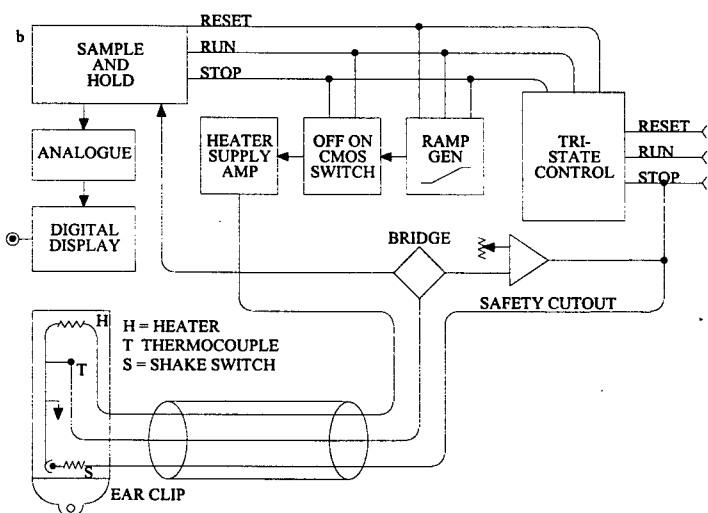 b
RESET
RUN
STOP
SAMPLE
AND
HOLD
ANALOGUE
DIGITAL
DISPLAY
HEATER
SUPPLY
AMP
OFF ON
CMOS
SWITCH
RAMP
GEN
TRI-
STATE
CONTROL
RESET
RUN
STOP
BRIDGE
SAFETY CUTOUT
H
T
S
H = HEATER
T THERMOCOUPLE
S = SHAKE SWITCH
EAR CLIP